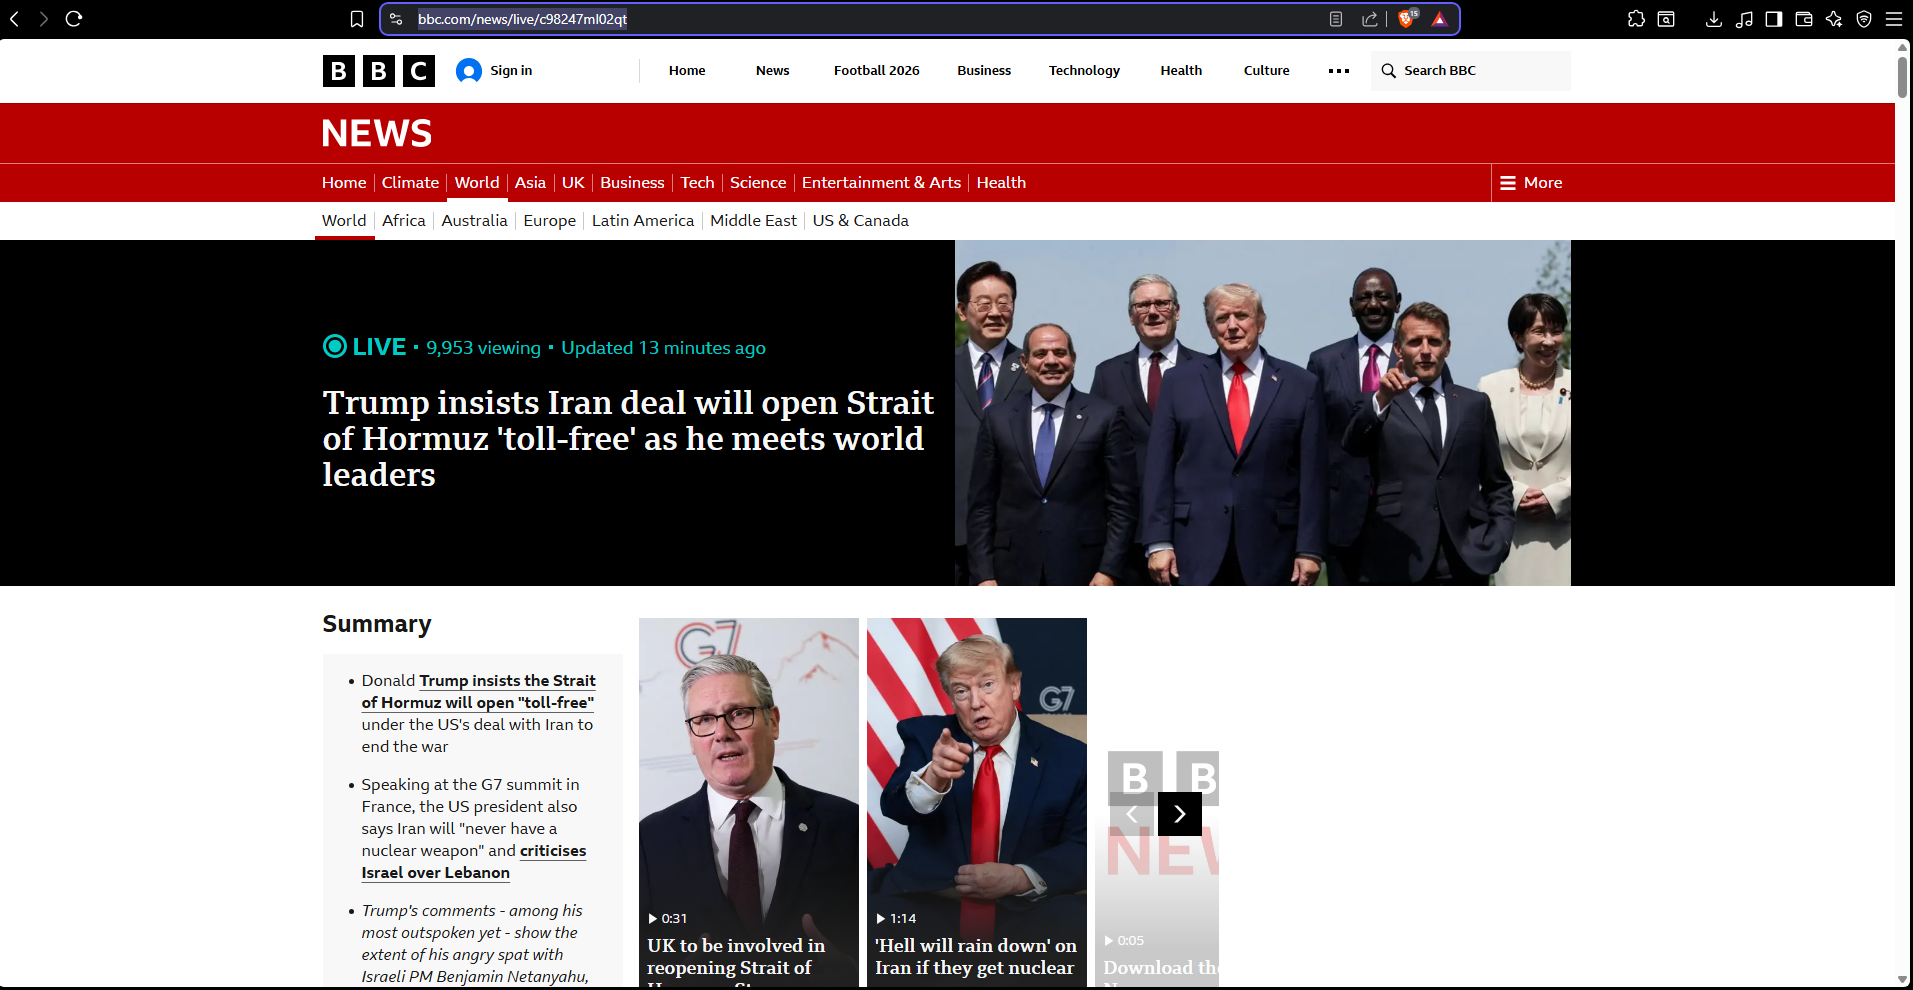 bbc.com/news/live/c98247ml02qt
15
BBC
Sign in
Home
News
Football 2026
Business
Technology
Health
Culture
Search BBC
NEWS
Home
Climate
World
Asia
UK
Business
Tech
Science
Entertainment & Arts
Health
More
World
Africa
Australia
Europe
Latin America
Middle East
US & Canada
LIVE · 9,953 viewing · Updated 13 minutes ago
Trump insists Iran deal will open Strait
of Hormuz 'toll-free' as he meets world
leaders
Summary
• Donald Trump insists the Strait
of Hormuz will open "toll-free"
under the US's deal with Iran to
end the war
• Speaking at the G7 summit in
France, the US president also
says Iran will "never have a
nuclear weapon" and criticises
Israel over Lebanon
• Trump's comments - among his
most outspoken yet - show the
extent of his angry spat with
Israeli PM Benjamin Netanyahu,
G7
0:31
UK to be involved in
reopening Strait of
G7
1:14
'Hell will rain down' on
Iran if they get nuclear
B B
NEW
0:05
Download the